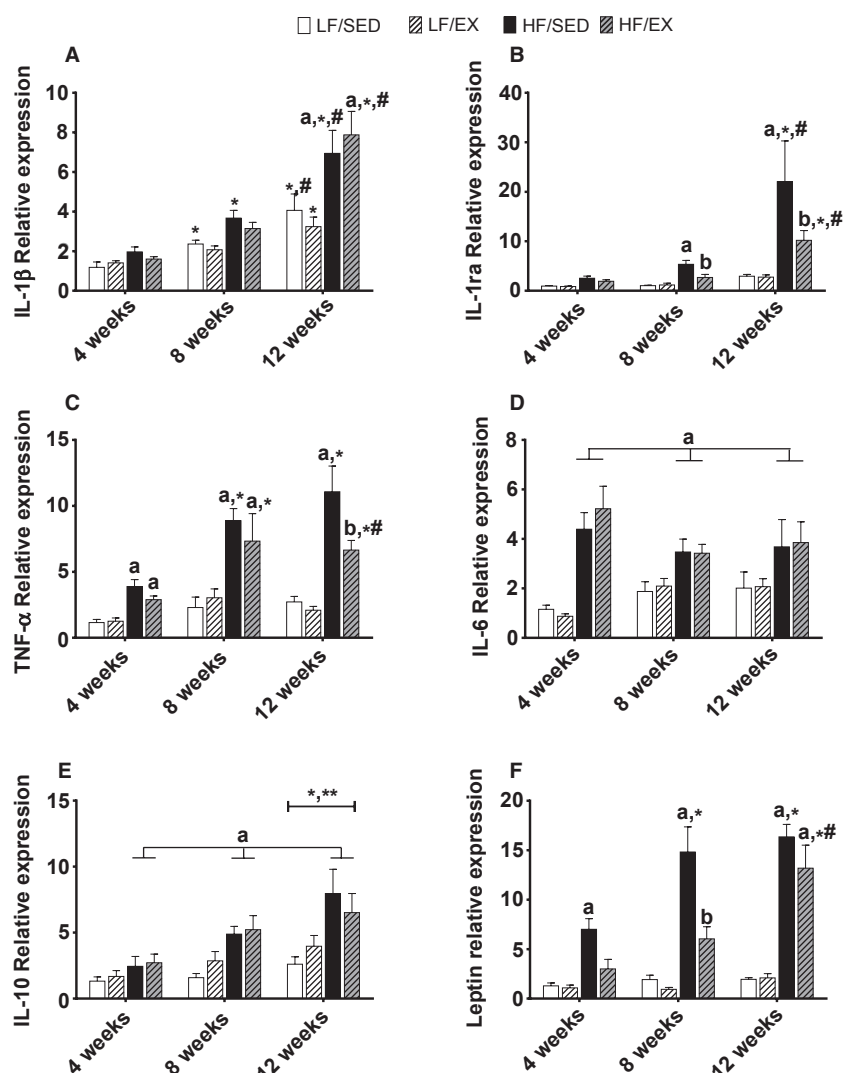 LF/SED LF/EX HF/SED HF/EX
A
IL-1β Relative expression
10
8
6
4
2
0
*
*
*,#
*
a,*,#
a,*,#
4 weeks
8 weeks
12 weeks
B
IL-1ra Relative expression
40
30
20
10
0
a
b
a,*,#
b,*,#
4 weeks
8 weeks
12 weeks
C
TNF-α Relative expression
15
10
5
0
a
a
a,*
a,*
a,*
b,*#
4 weeks
8 weeks
12 weeks
D
IL-6 Relative expression
8
6
4
2
0
a
4 weeks
8 weeks
12 weeks
E
IL-10 Relative expression
15
10
5
0
a
*,**
4 weeks
8 weeks
12 weeks
F
Leptin relative expression
20
15
10
5
0
a
a,*
b
a,*
a,*#
4 weeks
8 weeks
12 weeks